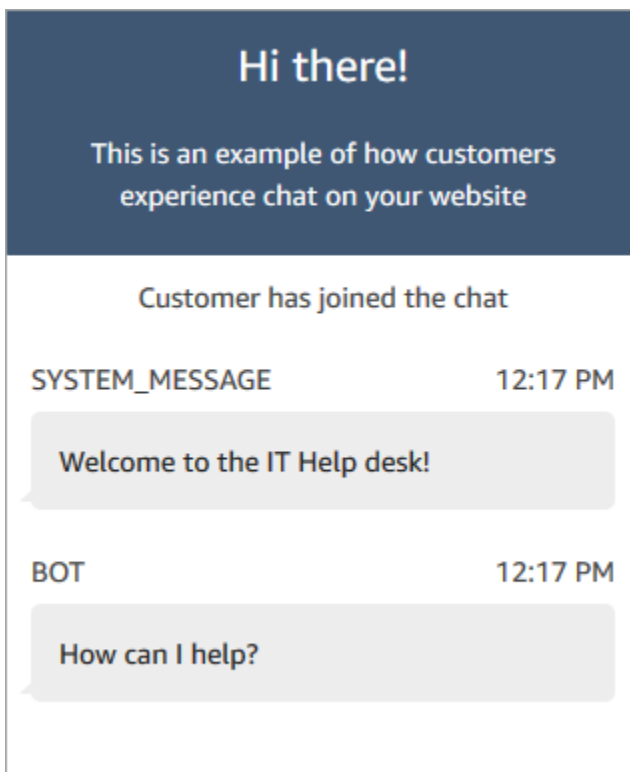 Hi there!
This is an example of how customers
experience chat on your website
Customer has joined the chat
SYSTEM_MESSAGE 12:17 PM
Welcome to the IT Help desk!
BOT 12:17 PM
How can I help?